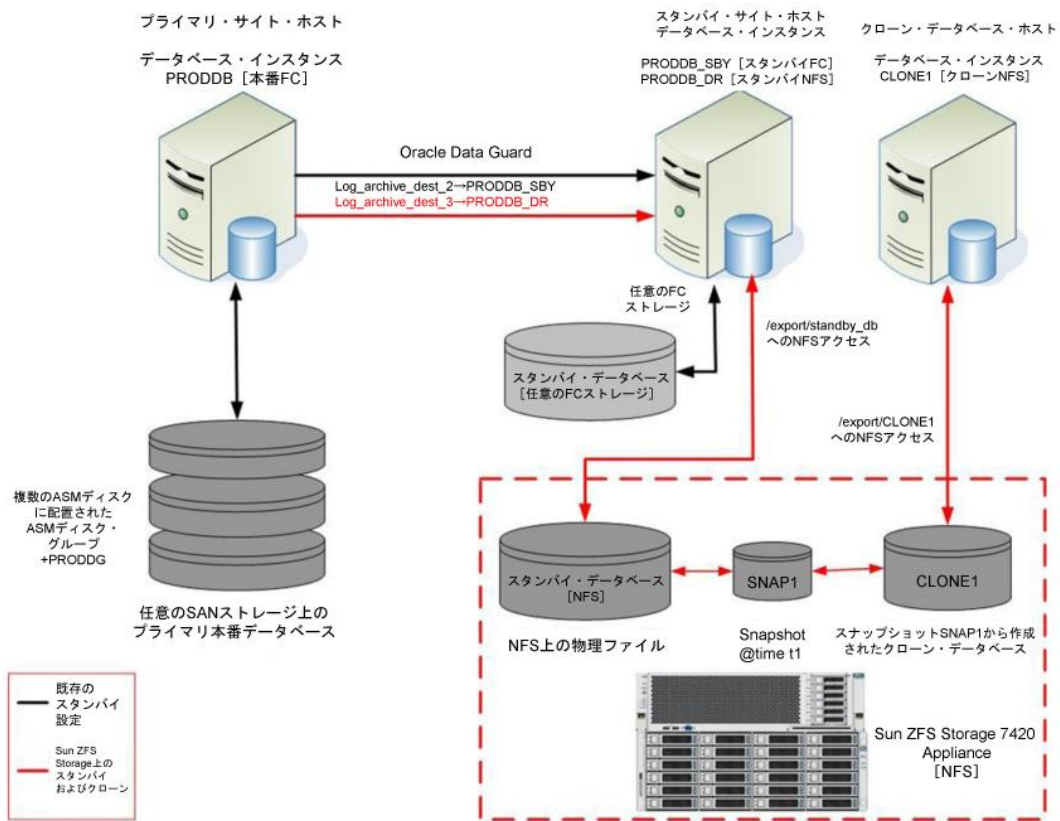 プライマリ・サイト・ホスト
データベース・インスタンス
PRODDB［本番FC］
スタンバイ・サイト・ホスト
データベース・インスタンス
PRODDB_SBY［スタンバイFC］
PRODDB_DR［スタンバイNFS］
クローン・データベース・ホスト
データベース・インスタンス
CLONE1［クローンNFS］
Oracle Data Guard
Log_archive_dest_2→PRODDB_SBY
Log_archive_dest_3→PRODDB_DR
任意のFC
ストレージ
/export/standby_db
へのNFSアクセス
スタンバイ・データベース
［任意のFCストレージ］
/export/CLONE1
へのNFSアクセス
複数のASMディスク
に配置された
ASMディスク・
グループ
+PRODDG
任意のSANストレージ上の
プライマリ本番データベース
スタンバイ・データベース
［NFS］
SNAP1
CLONE1
NFS上の物理ファイル
Snapshot
@time t1
スナップショットSNAP1から作成
されたクローン・データベース
既存の
スタンバイ
設定
Sun ZFS
Storage上の
スタンバイ
およびクローン
Sun ZFS Storage 7420
Appliance
［NFS］